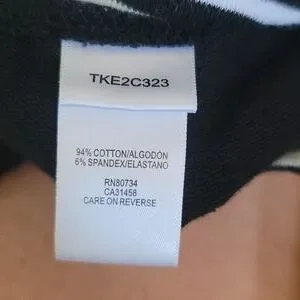 TKE2C323
94% COTTON/ALGODÓN
6% SPANDEX/ELASTANO
RN80734
CA31458
CARE ON REVERSE